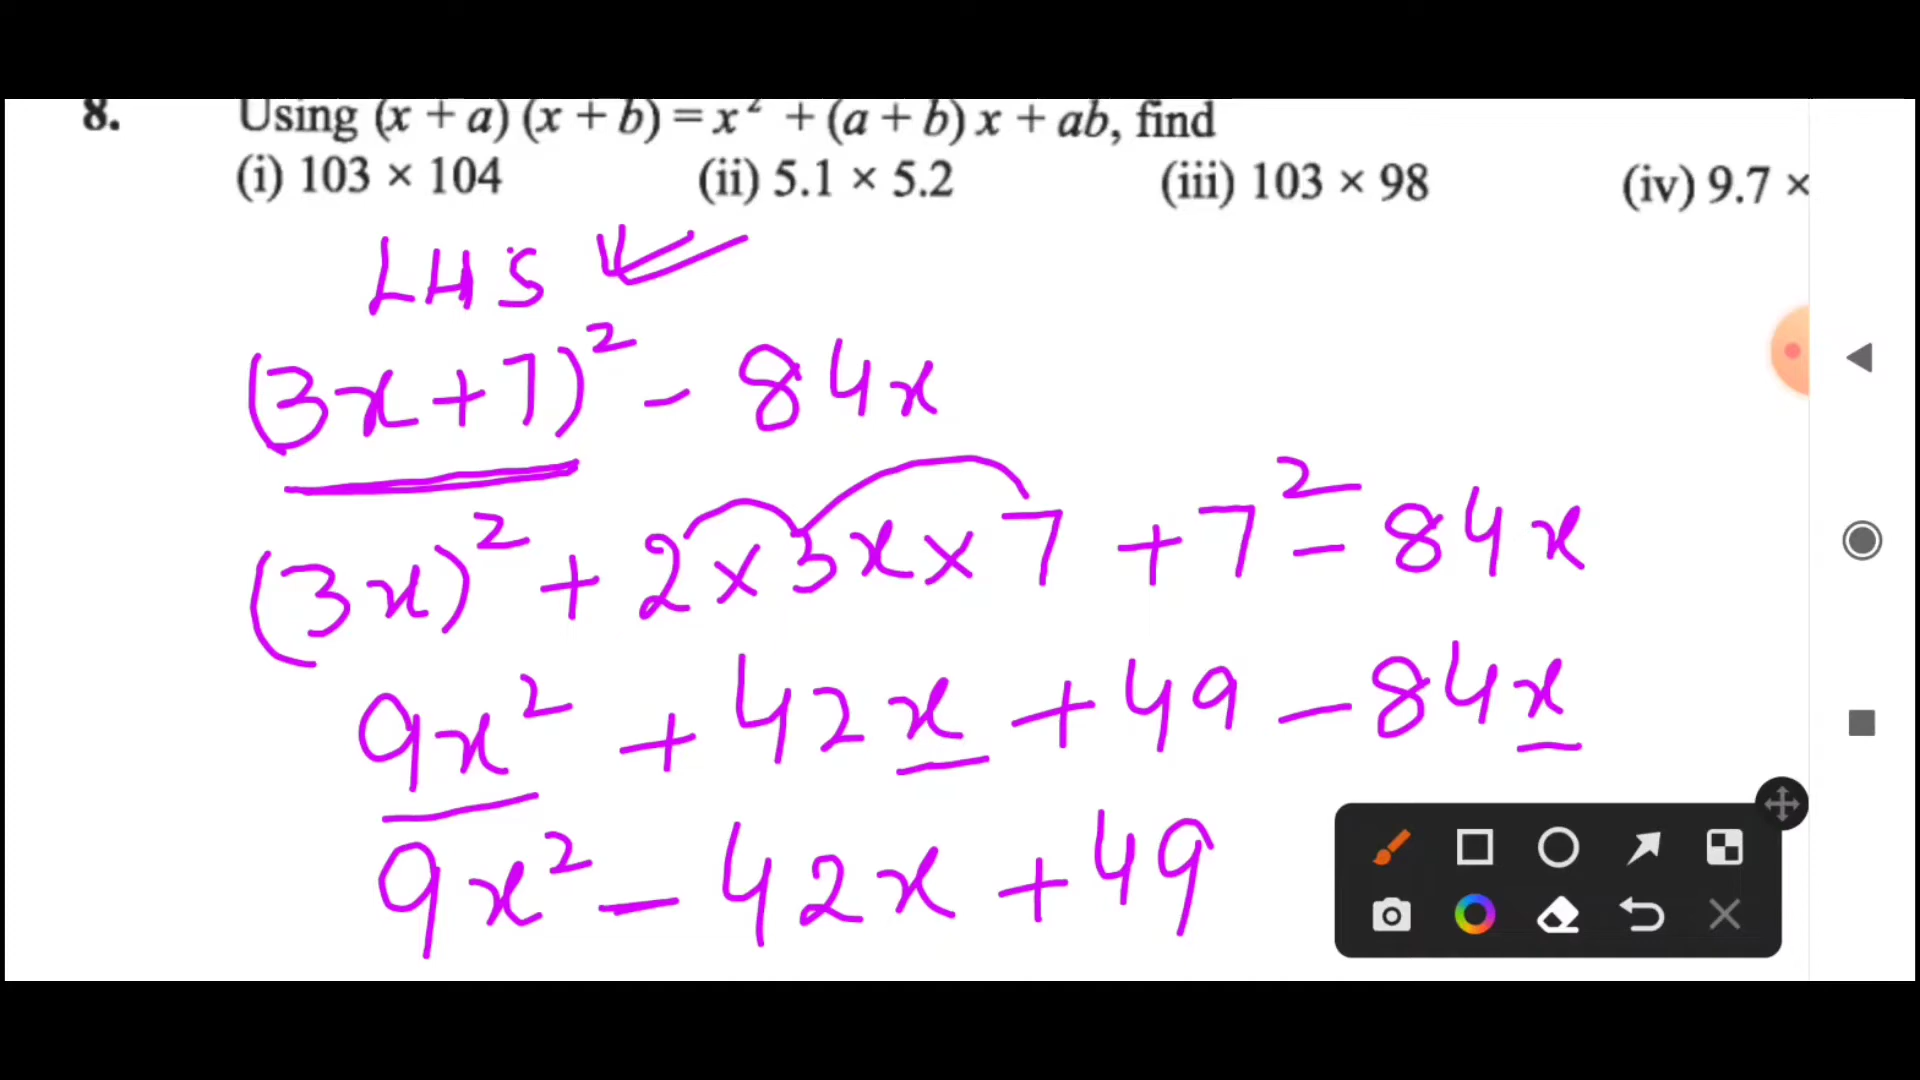 8. Using (x + a) (x + b) = x² + (a + b) x + ab, find
(i) 103 × 104 (ii) 5.1 × 5.2 (iii) 103 × 98 (iv) 9.7 ×
LHS
(3x+7)² - 84x
(3x)² + 2×3x×7 + 7² - 84x
9x² + 42x + 49 - 84x
9x² - 42x + 49